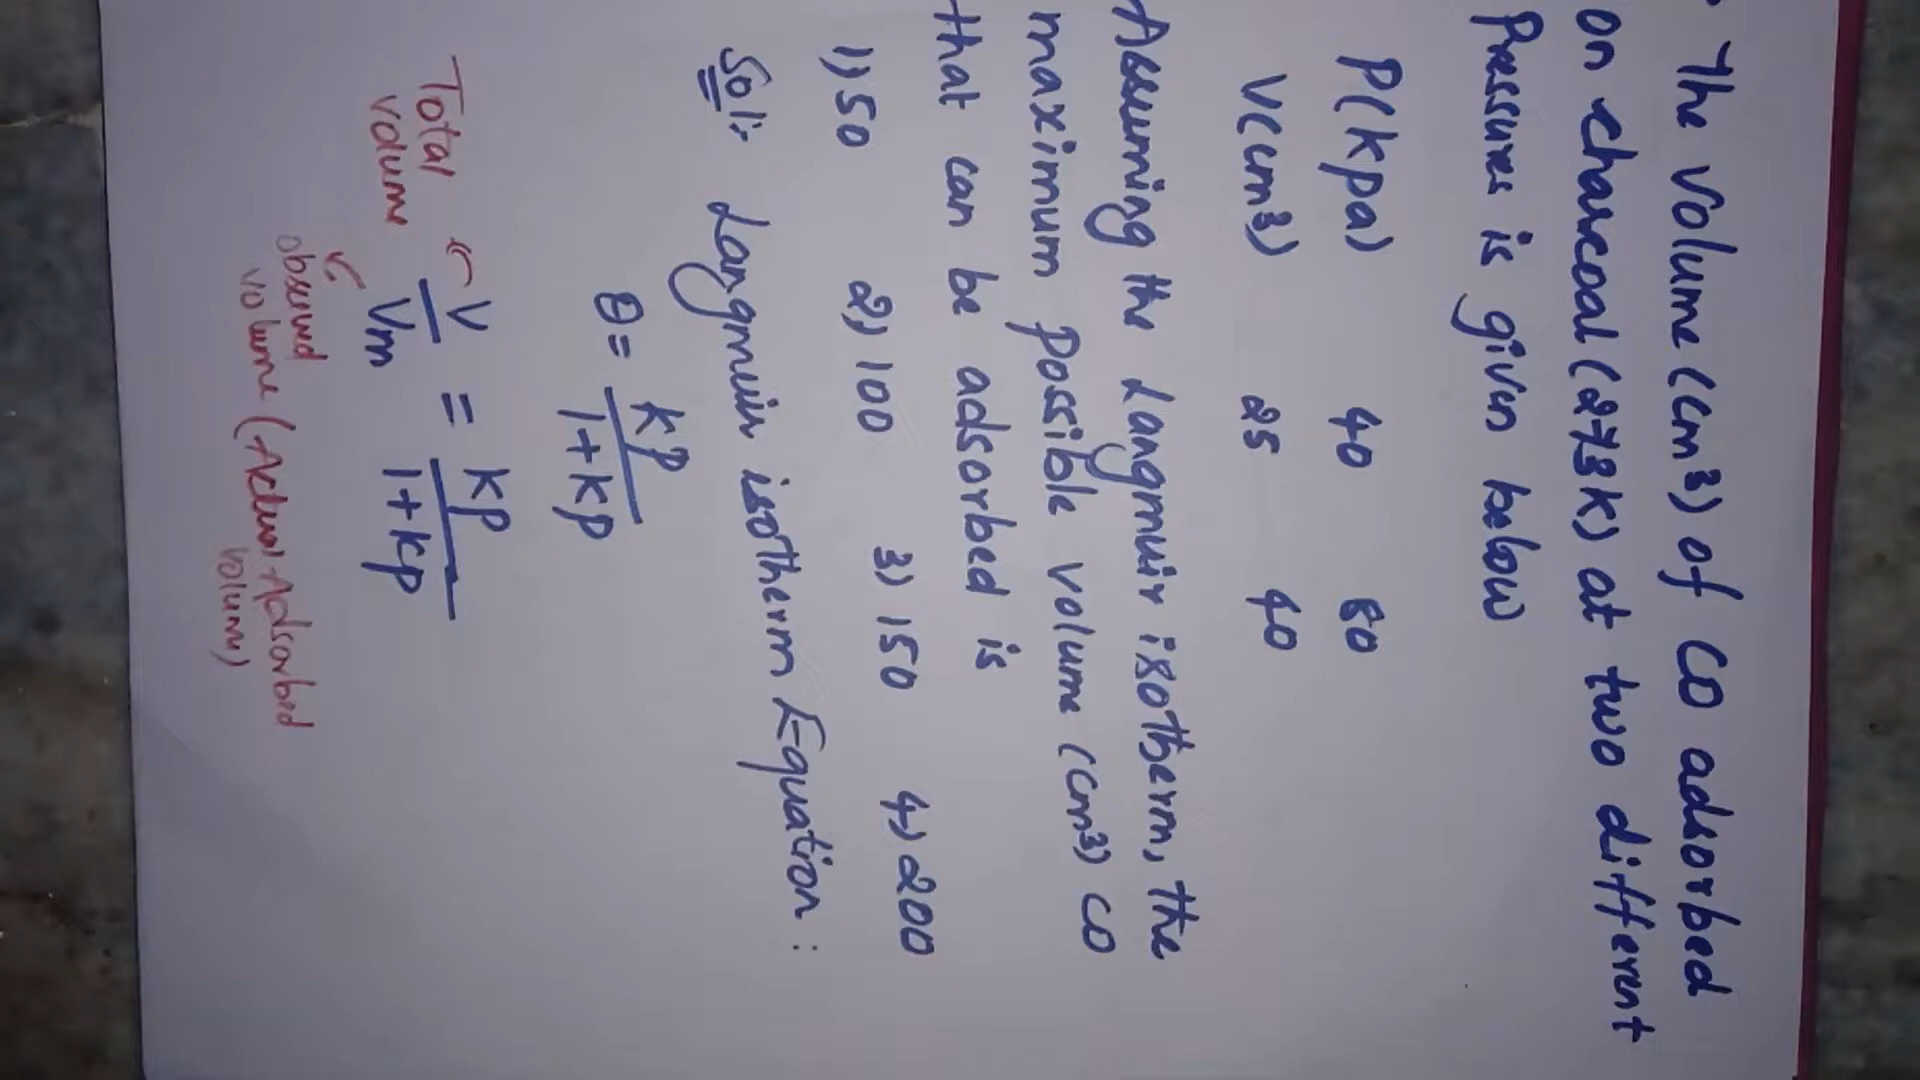 The Volume (cm³) of CO adsorbed
on charcoal (273K) at two different
Pressures is given below
P(kpa) 40 80
V(cm³) 25 40
Assuming the Langmuir isotherm, the
maximum possible volume (cm³) CO
that can be adsorbed is
1) 50 2) 100 3) 150 4) 200
Sol:- Langmuir isotherm Equation :
θ = KP / 1+KP
Total volume
V / Vm = KP / 1+KP
observed volume (Actual Adsorbed volume)